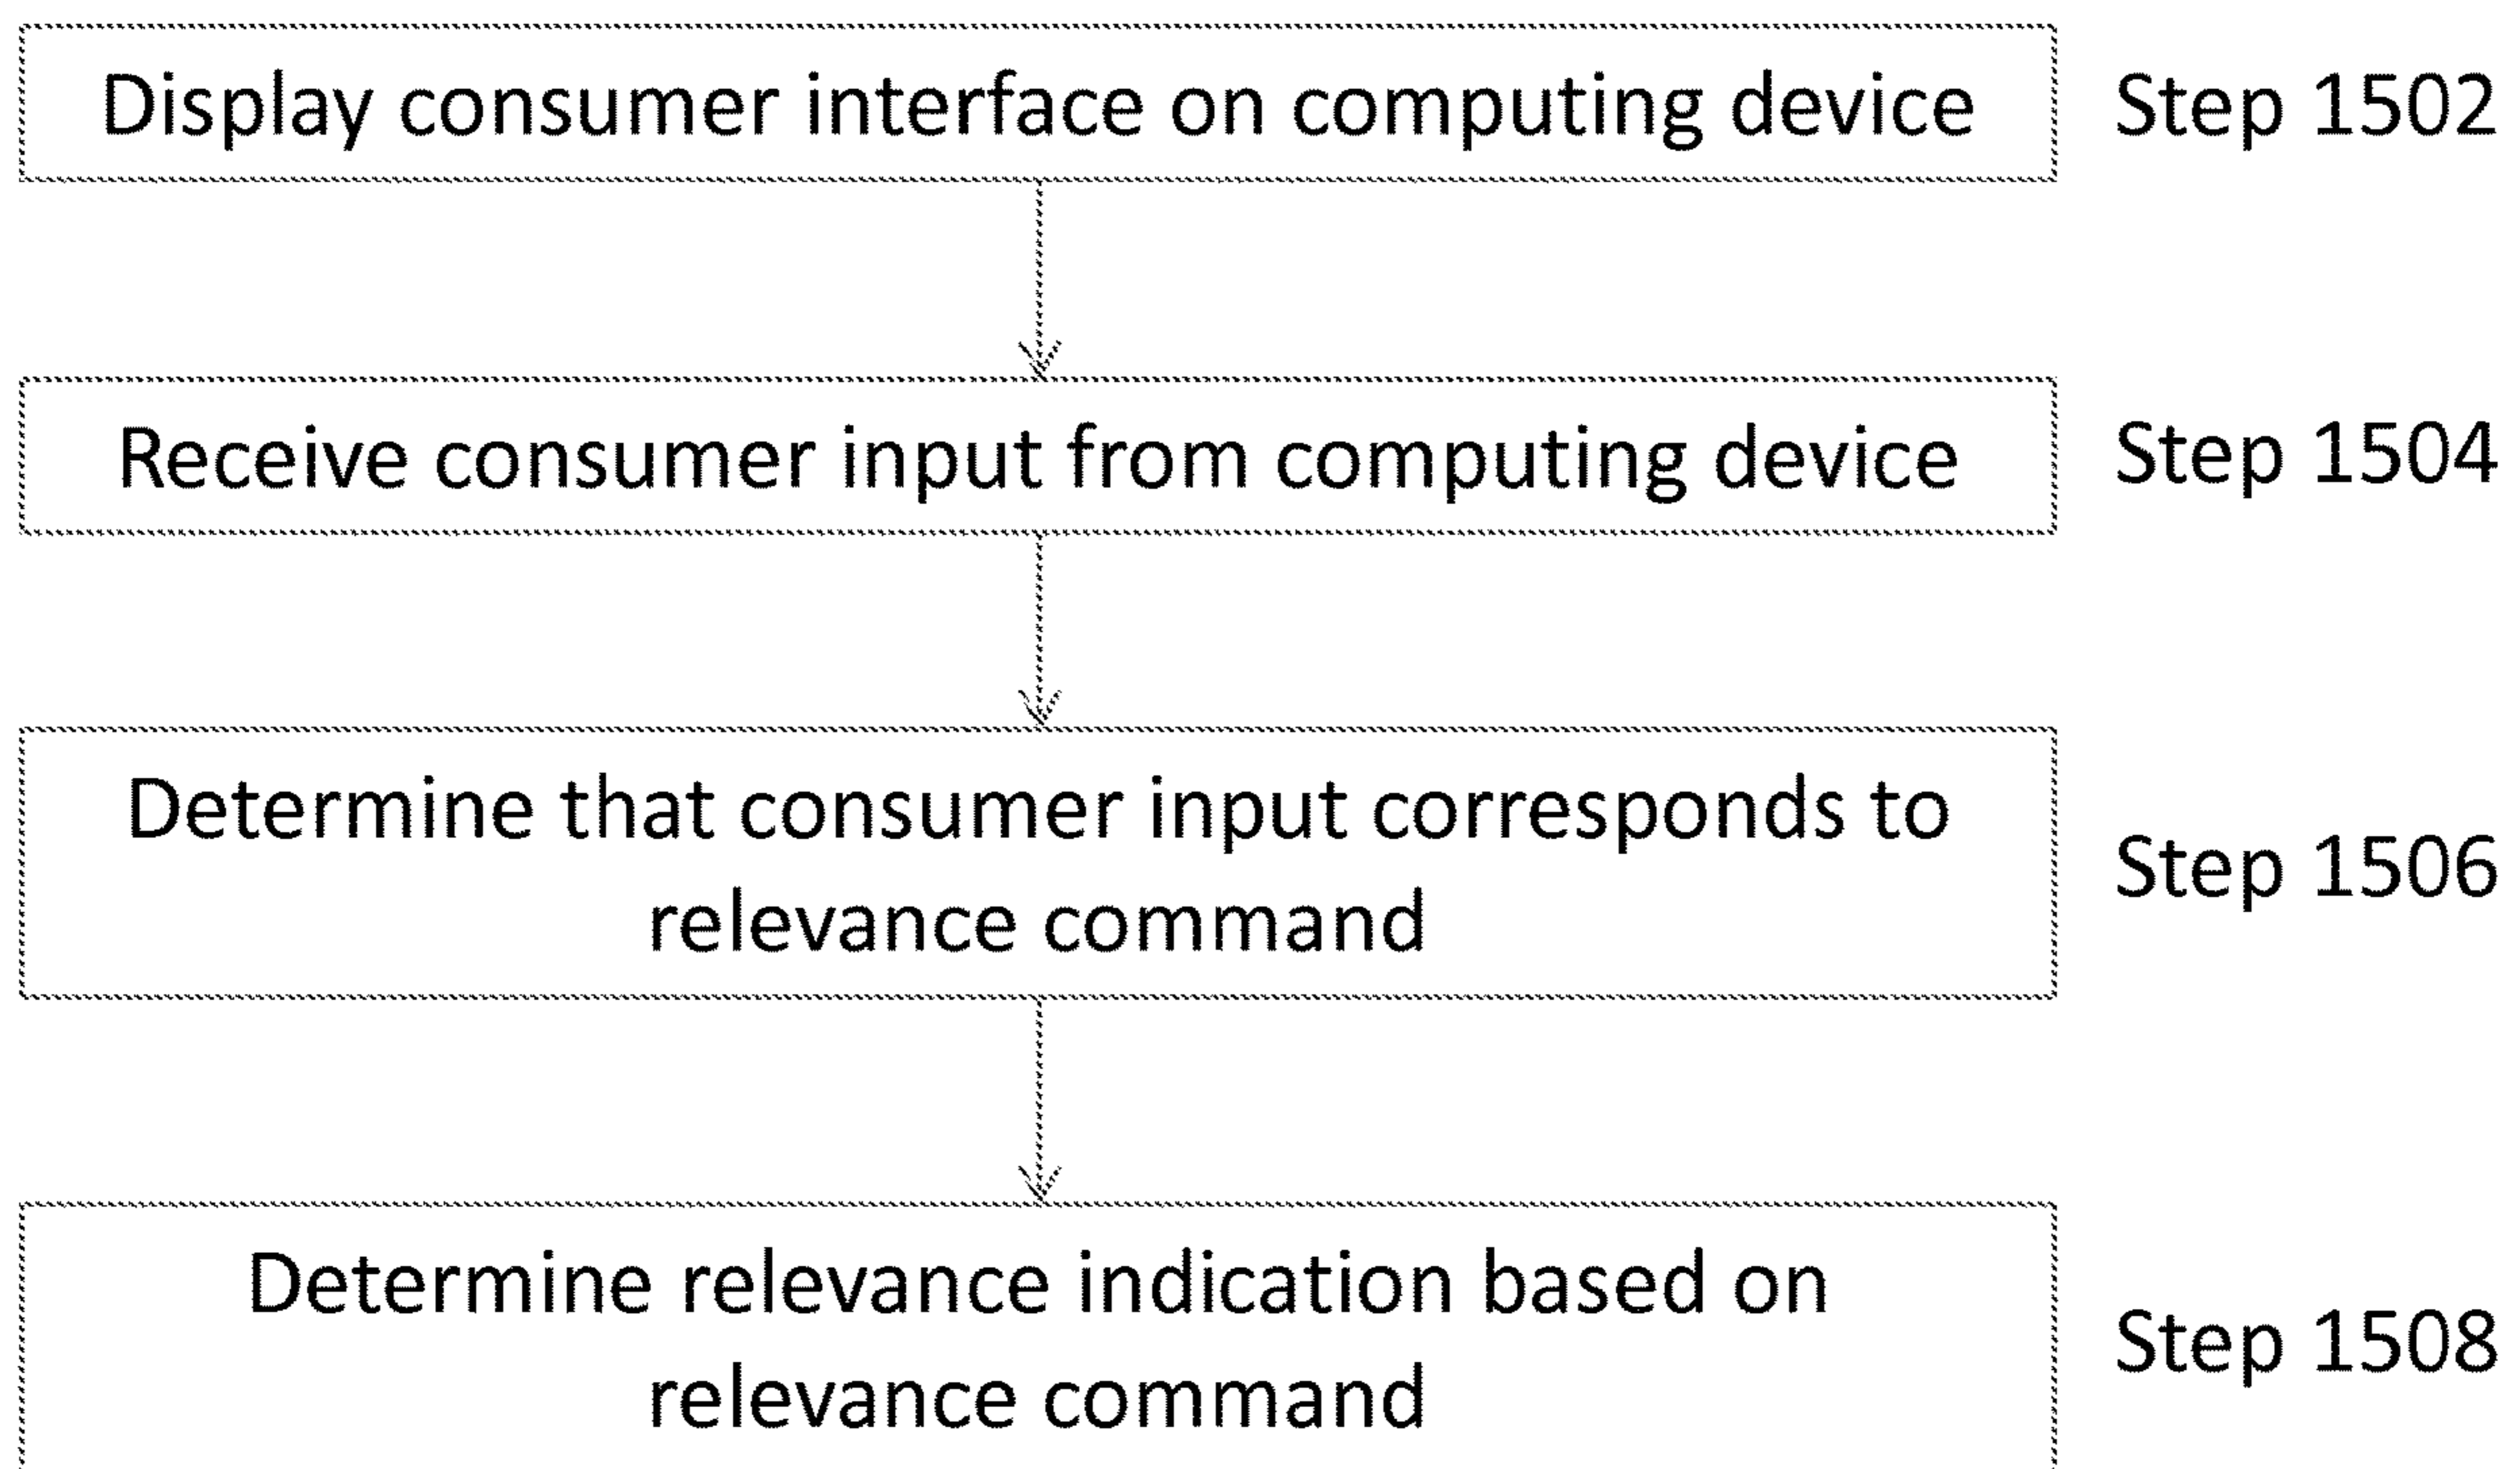 Display consumer interface on computing device Step 1502
Receive consumer input from computing device Step 1504
Determine that consumer input corresponds to
relevance command
Step 1506
Determine relevance indication based on
relevance command
Step 1508